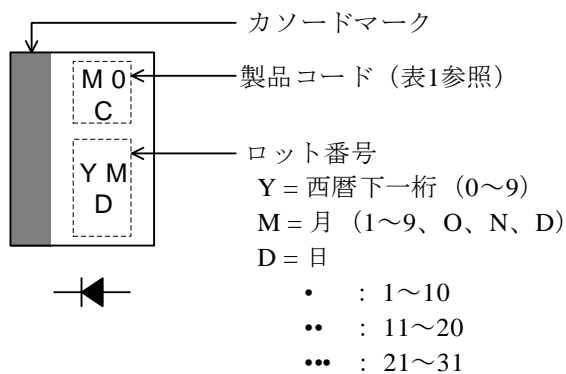 カソードマーク
M 0
C
製品コード（表1参照）
ロット番号
Y M
D
Y = 西暦下一桁（0～9）
M = 月（1～9、O、N、D）
D = 日
• : 1～10
•• : 11～20
••• : 21～31